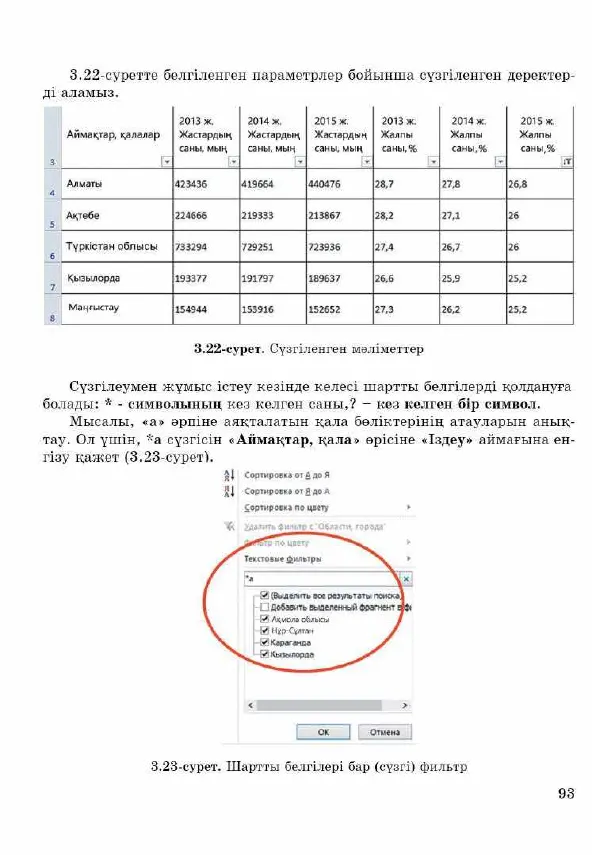 3.22-суретте белгіленген параметрлер бойынша сүзгіленген деректер-
ді аламыз.
3 Аймақтар, қалалар 2013 ж. Жастардың саны, мың 2014 ж. Жастардың саны, мың 2015 ж. Жастардың саны, мың 2013 ж. Жалпы саны,% 2014 ж. Жалпы саны,% 2015 ж. Жалпы саны,%
4 Алматы 423436 419664 440476 28,7 27,8 26,8
5 Ақтөбе 224666 219333 213867 28,2 27,1 26
6 Түркістан облысы 733294 729251 723936 27,4 26,7 26
7 Қызылорда 193377 191797 189637 26,6 25,9 25,2
8 Маңғыстау 154944 153916 152652 27,3 26,2 25,2
3.22-сурет. Сүзгіленген мәліметтер
Сүзгілеумен жұмыс істеу кезінде келесі шартты белгілерді қолдануға
болады: * - символының кез келген саны,? – кез келген бір символ.
Мысалы, «а» әрпіне аяқталатын қала бөліктерінің атауларын анық-
тау. Ол үшін, *а сүзгісін «Аймақтар, қала» өрісіне «Іздеу» аймағына ен-
гізу қажет (3.23-сурет).
Сортировка от А до Я
Сортировка от Я до А
Сортировка по цвету
Удалить фильтр с "Области, города"
Фильтр по цвету
Текстовые фильтры
*а
(Выделить все результаты поиска)
Добавить выделенный фрагмент в фи
Ақмола облысы
Нұр-Сұлтан
Караганда
Кызылорда
ОК Отмена
3.23-сурет. Шартты белгілері бар (сүзгі) фильтр
93